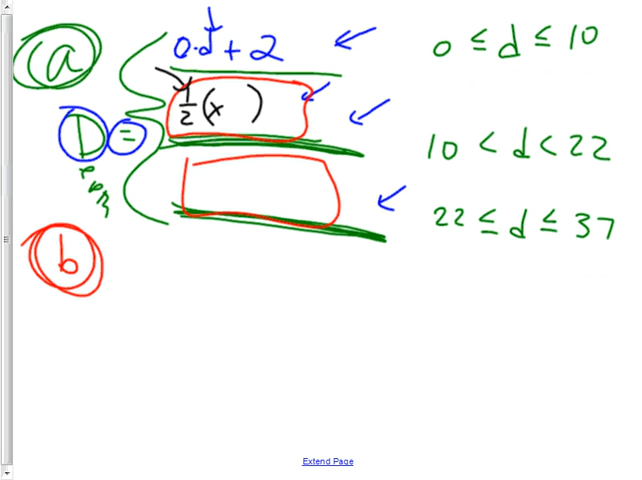 a 0·d + 2 0 ≤ d ≤ 10
D = 1/2 (x ) 10 < d < 22
22 ≤ d ≤ 37
b
Extend Page